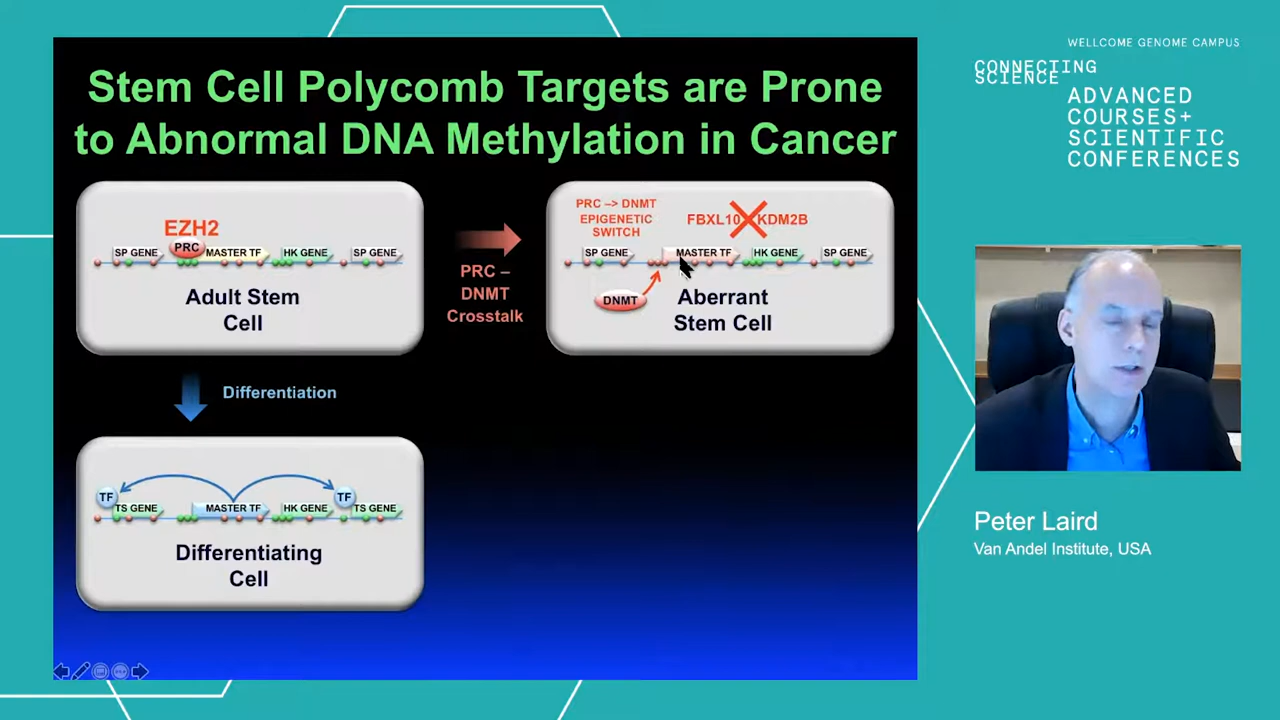 WELLCOME GENOME CAMPUS
CONNECTING
SCIENCE
ADVANCED
COURSES+
SCIENTIFIC
CONFERENCES
Stem Cell Polycomb Targets are Prone
to Abnormal DNA Methylation in Cancer
EZH2
PRC
SP GENE
MASTER TF
HK GENE
SP GENE
Adult Stem
Cell
PRC –
DNMT
Crosstalk
PRC –> DNMT
EPIGENETIC
SWITCH
FBXL10 KDM2B
SP GENE
MASTER TF
HK GENE
SP GENE
DNMT
Aberrant
Stem Cell
Differentiation
TF
TF
TS GENE
MASTER TF
HK GENE
TS GENE
Differentiating
Cell
Peter Laird
Van Andel Institute, USA